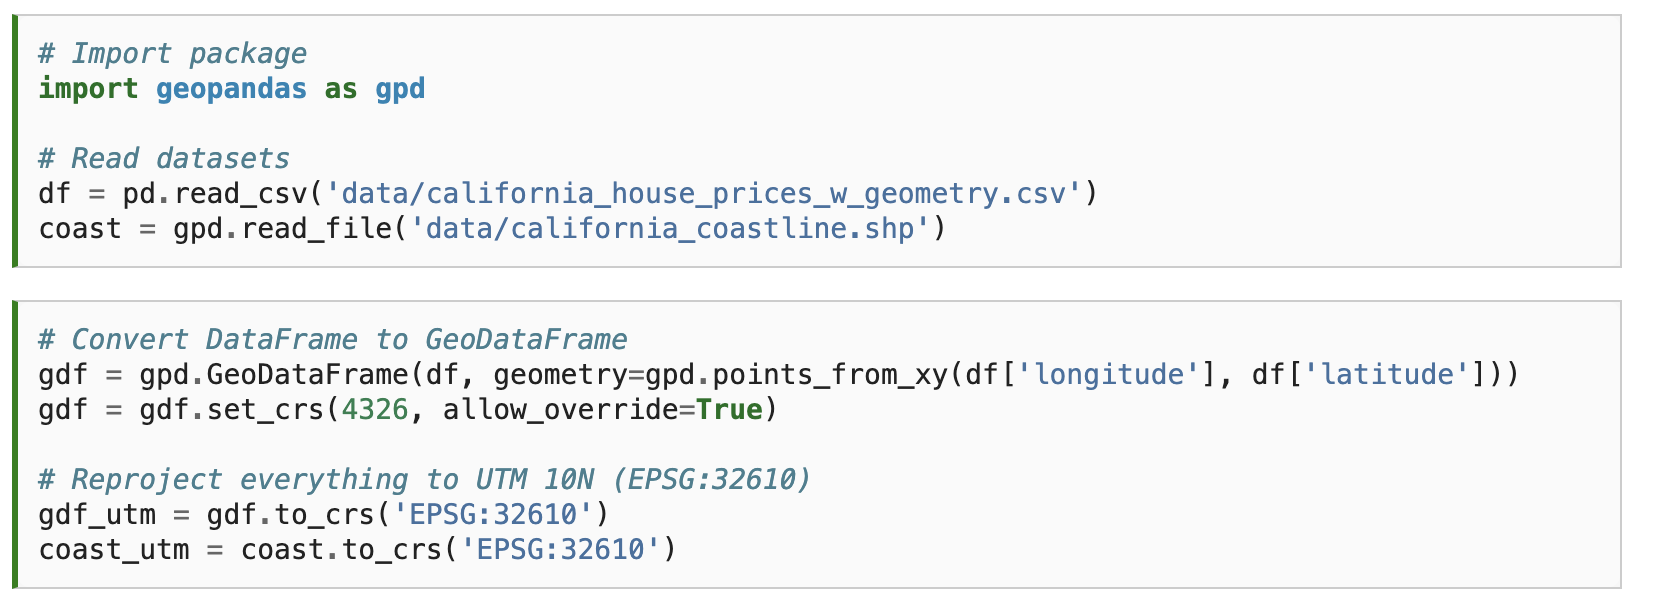 # Import package
import geopandas as gpd
# Read datasets
df = pd.read_csv('data/california_house_prices_w_geometry.csv')
coast = gpd.read_file('data/california_coastline.shp')
# Convert DataFrame to GeoDataFrame
gdf = gpd.GeoDataFrame(df, geometry=gpd.points_from_xy(df['longitude'], df['latitude']))
gdf = gdf.set_crs(4326, allow_override=True)
# Reproject everything to UTM 10N (EPSG:32610)
gdf_utm = gdf.to_crs('EPSG:32610')
coast_utm = coast.to_crs('EPSG:32610')